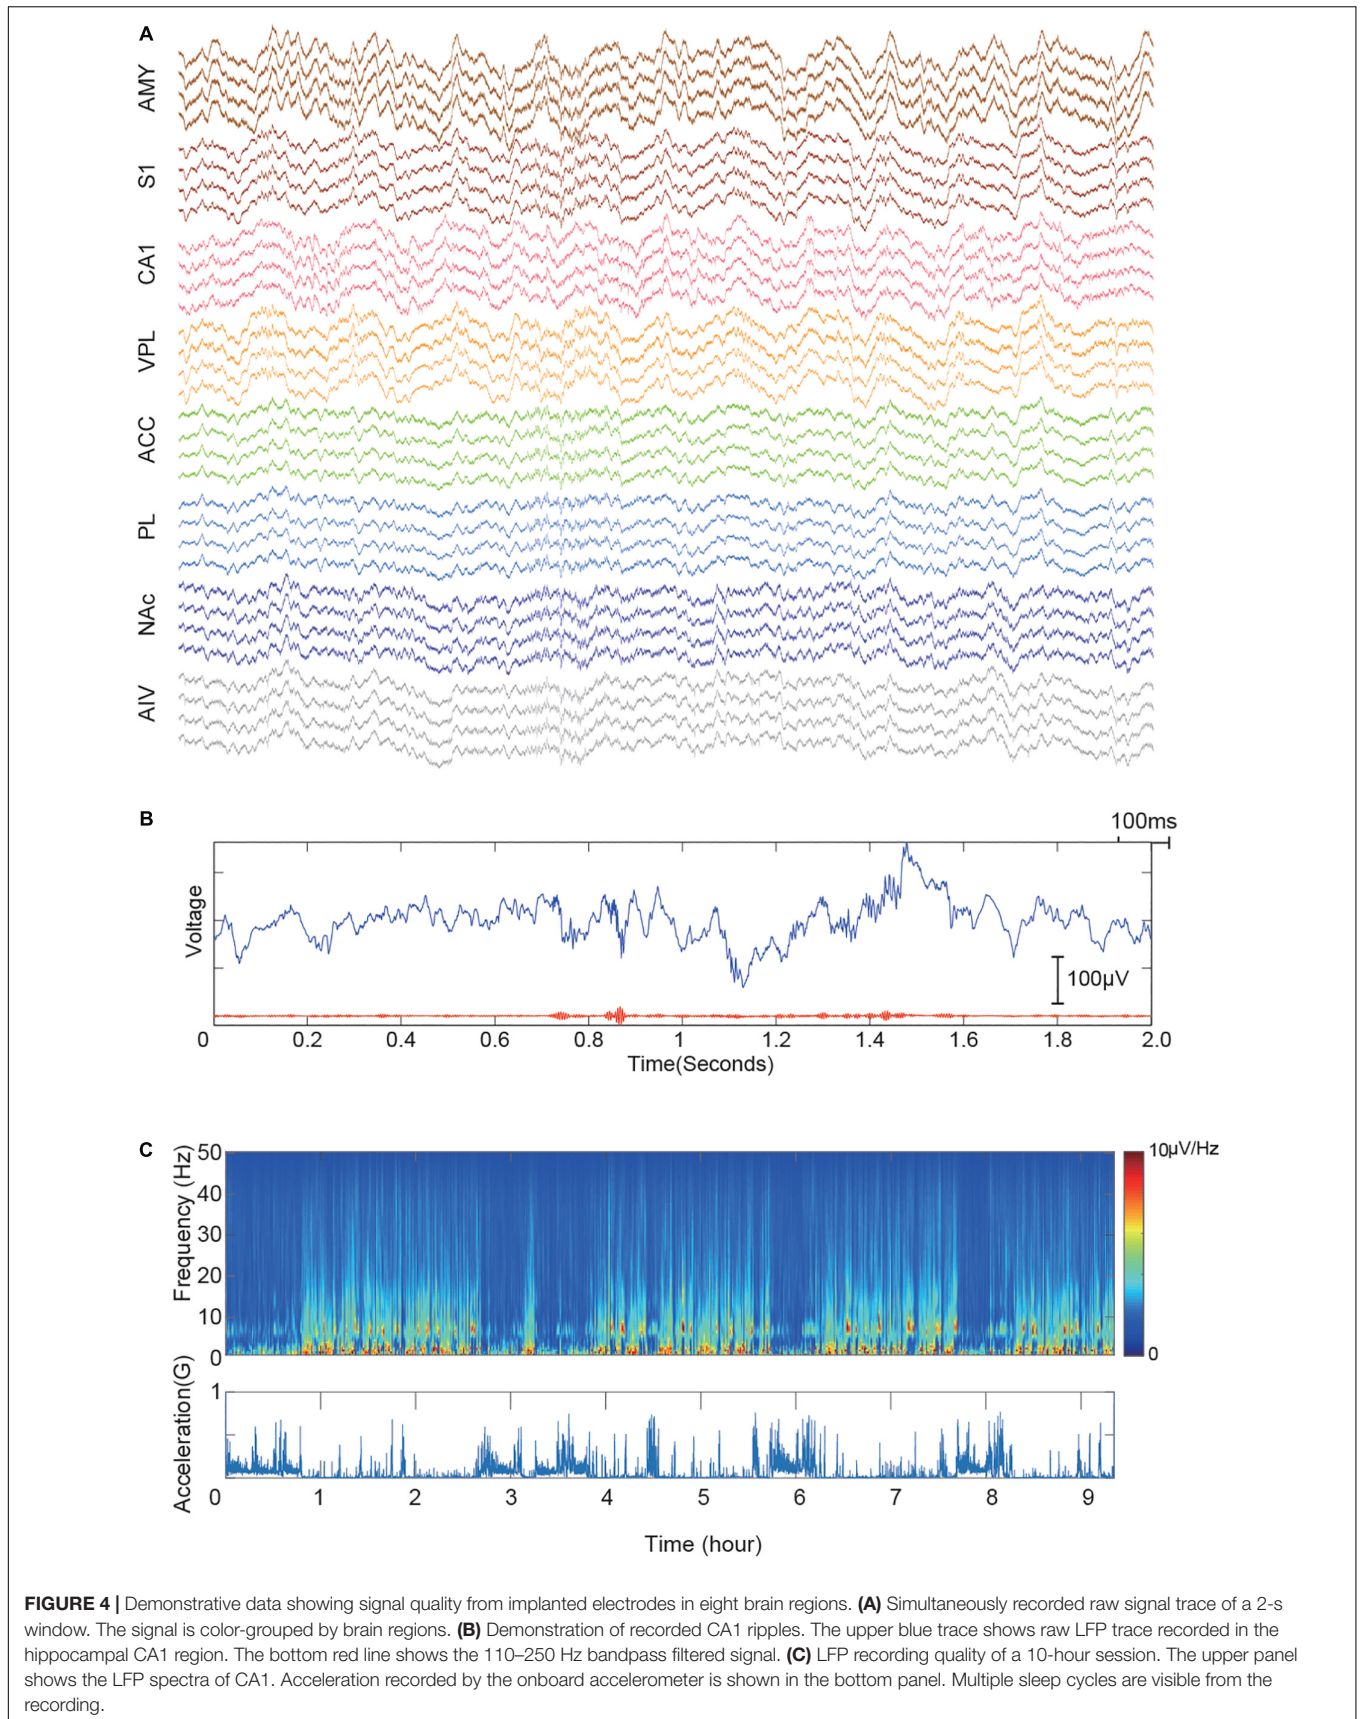 A
AMY
S1
CA1
VPL
ACC
PL
NAc
AIV
B
100ms
Voltage
100µV
0 0.2 0.4 0.6 0.8 1 1.2 1.4 1.6 1.8 2.0
Time(Seconds)
C
Frequency (Hz)
50
40
30
20
10
0
10µV/Hz
0
Acceleration(G)
1
0 1 2 3 4 5 6 7 8 9
Time (hour)
FIGURE 4 | Demonstrative data showing signal quality from implanted electrodes in eight brain regions. (A) Simultaneously recorded raw signal trace of a 2-s
window. The signal is color-grouped by brain regions. (B) Demonstration of recorded CA1 ripples. The upper blue trace shows raw LFP trace recorded in the
hippocampal CA1 region. The bottom red line shows the 110–250 Hz bandpass filtered signal. (C) LFP recording quality of a 10-hour session. The upper panel
shows the LFP spectra of CA1. Acceleration recorded by the onboard accelerometer is shown in the bottom panel. Multiple sleep cycles are visible from the
recording.